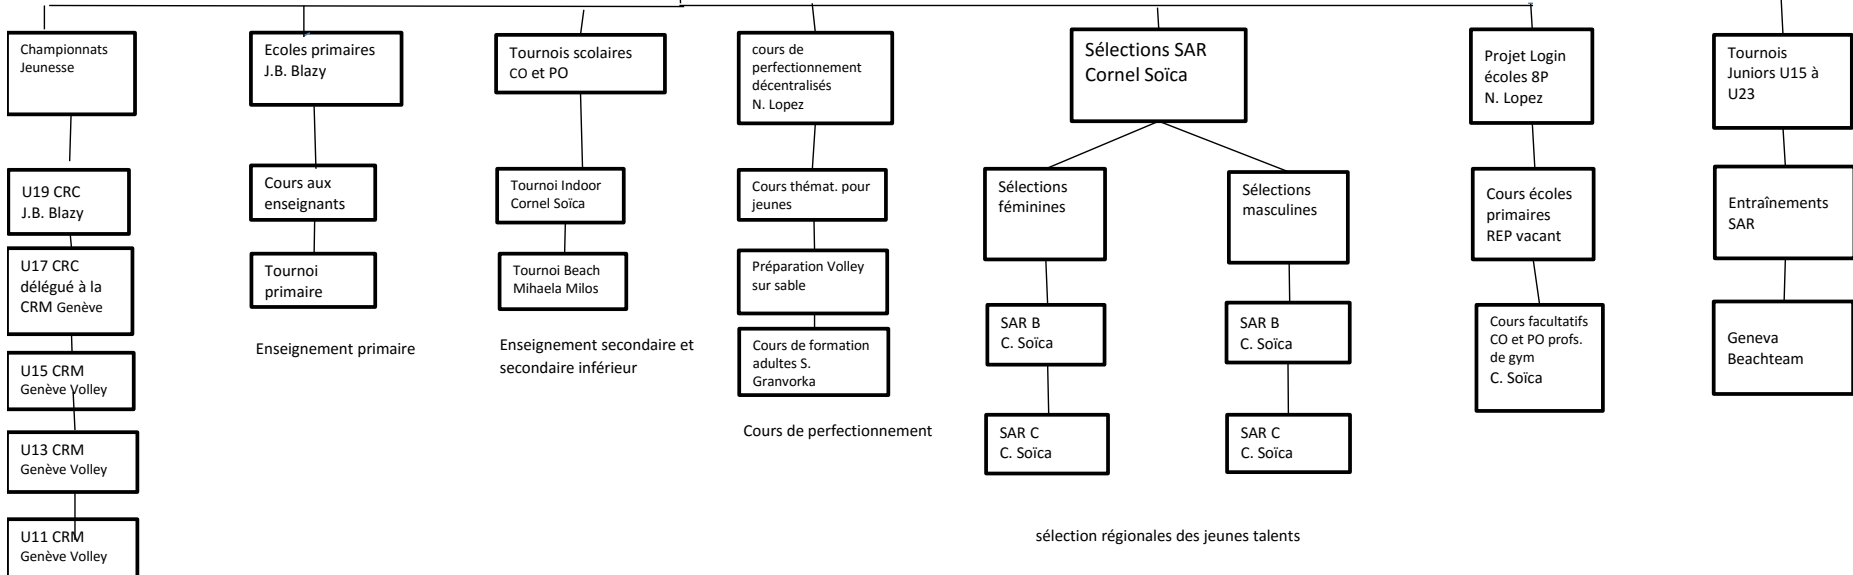 Championnats
Jeunesse
U19 CRC
J.B. Blazy
U17 CRC
délégué à la
CRM Genève
U15 CRM
Genève Volley
U13 CRM
Genève Volley
U11 CRM
Genève Volley
Ecoles primaires
J.B. Blazy
Cours aux
enseignants
Tournoi
primaire
Enseignement primaire
Tournois scolaires
CO et PO
Tournoi Indoor
Cornel Soïca
Tournoi Beach
Mihaela Milos
Enseignement secondaire et
secondaire inférieur
cours de
perfectionnement
décentralisés
N. Lopez
Cours thémat. pour
jeunes
Préparation Volley
sur sable
Cours de formation
adultes S.
Granvorka
Cours de perfectionnement
Sélections SAR
Cornel Soïca
Sélections
féminines
SAR B
C. Soïca
SAR C
C. Soïca
Sélections
masculines
SAR B
C. Soïca
SAR C
C. Soïca
sélection régionales des jeunes talents
Projet Login
écoles 8P
N. Lopez
Cours écoles
primaires
REP vacant
Cours facultatifs
CO et PO profs.
de gym
C. Soïca
Tournois
Juniors U15 à
U23
Entraînements
SAR
Geneva
Beachteam